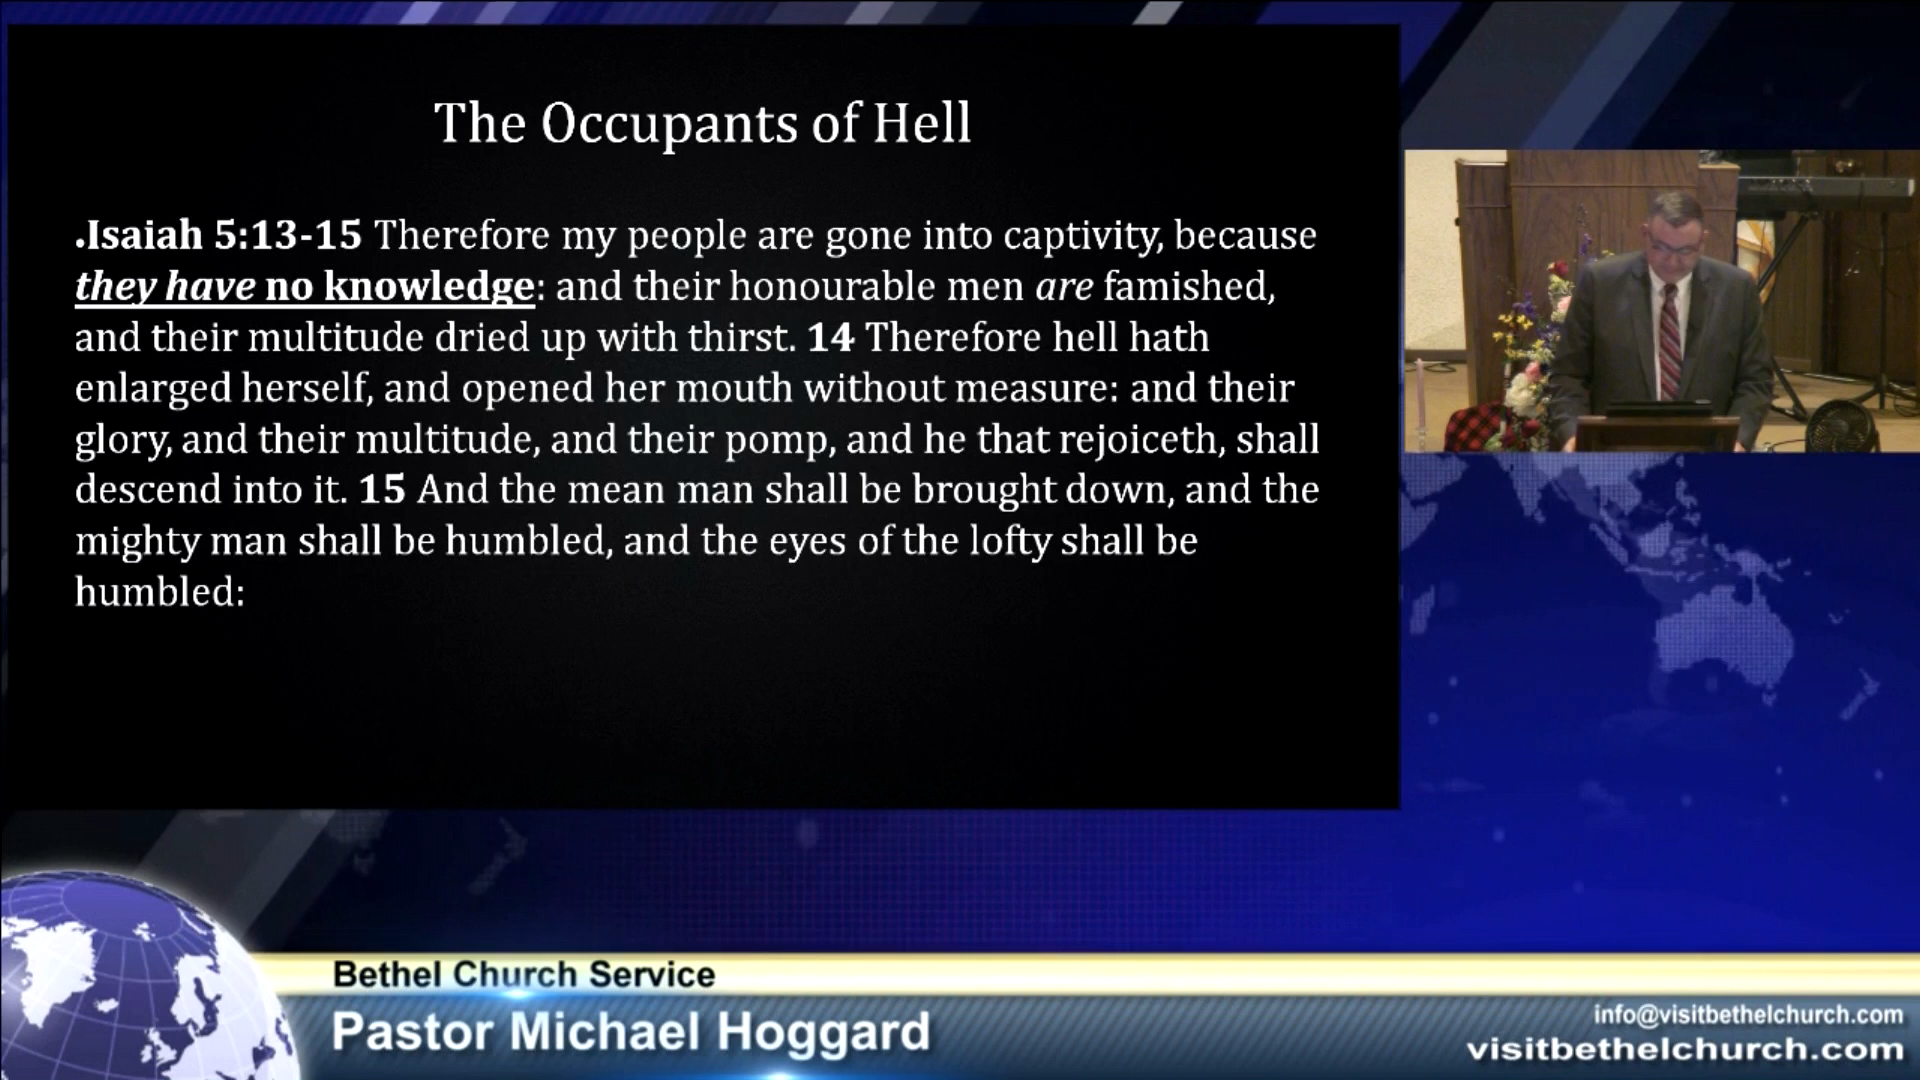 The Occupants of Hell
•Isaiah 5:13-15 Therefore my people are gone into captivity, because
they have no knowledge: and their honourable men are famished,
and their multitude dried up with thirst. 14 Therefore hell hath
enlarged herself, and opened her mouth without measure: and their
glory, and their multitude, and their pomp, and he that rejoiceth, shall
descend into it. 15 And the mean man shall be brought down, and the
mighty man shall be humbled, and the eyes of the lofty shall be
humbled:
Bethel Church Service
Pastor Michael Hoggard
info@visitbethelchurch.com
visitbethelchurch.com